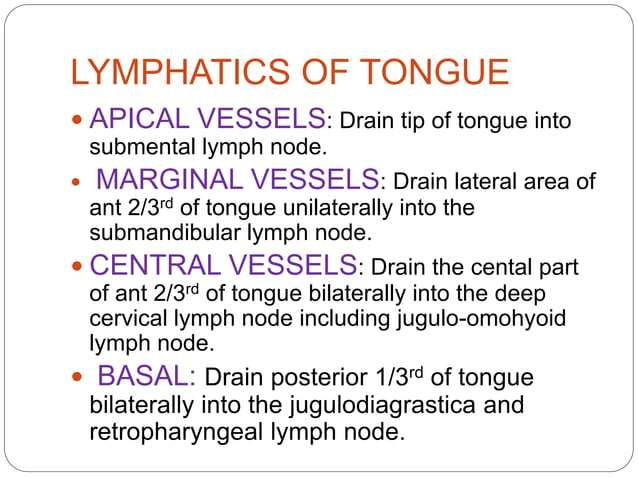 LYMPHATICS OF TONGUE
• APICAL VESSELS: Drain tip of tongue into
submental lymph node.
• MARGINAL VESSELS: Drain lateral area of
ant 2/3rd of tongue unilaterally into the
submandibular lymph node.
• CENTRAL VESSELS: Drain the cental part
of ant 2/3rd of tongue bilaterally into the deep
cervical lymph node including jugulo-omohyoid
lymph node.
• BASAL: Drain posterior 1/3rd of tongue
bilaterally into the jugulodiagrastica and
retropharyngeal lymph node.